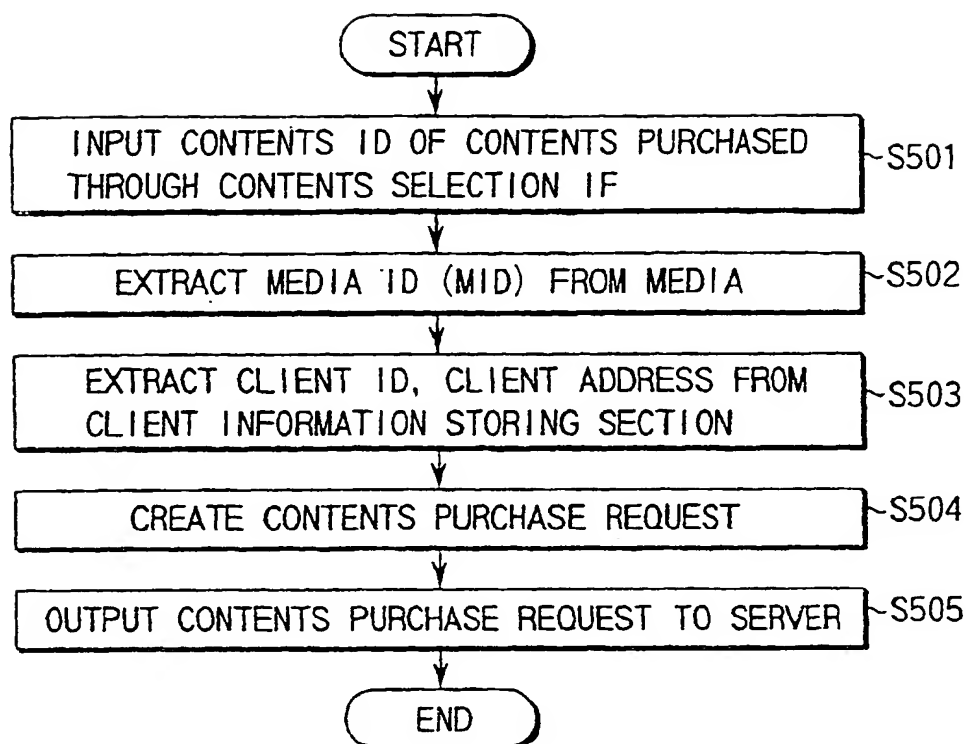 START
INPUT CONTENTS ID OF CONTENTS PURCHASED
THROUGH CONTENTS SELECTION IF
S501
EXTRACT MEDIA ID (MID) FROM MEDIA
S502
EXTRACT CLIENT ID, CLIENT ADDRESS FROM
CLIENT INFORMATION STORING SECTION
S503
CREATE CONTENTS PURCHASE REQUEST
S504
OUTPUT CONTENTS PURCHASE REQUEST TO SERVER
S505
END